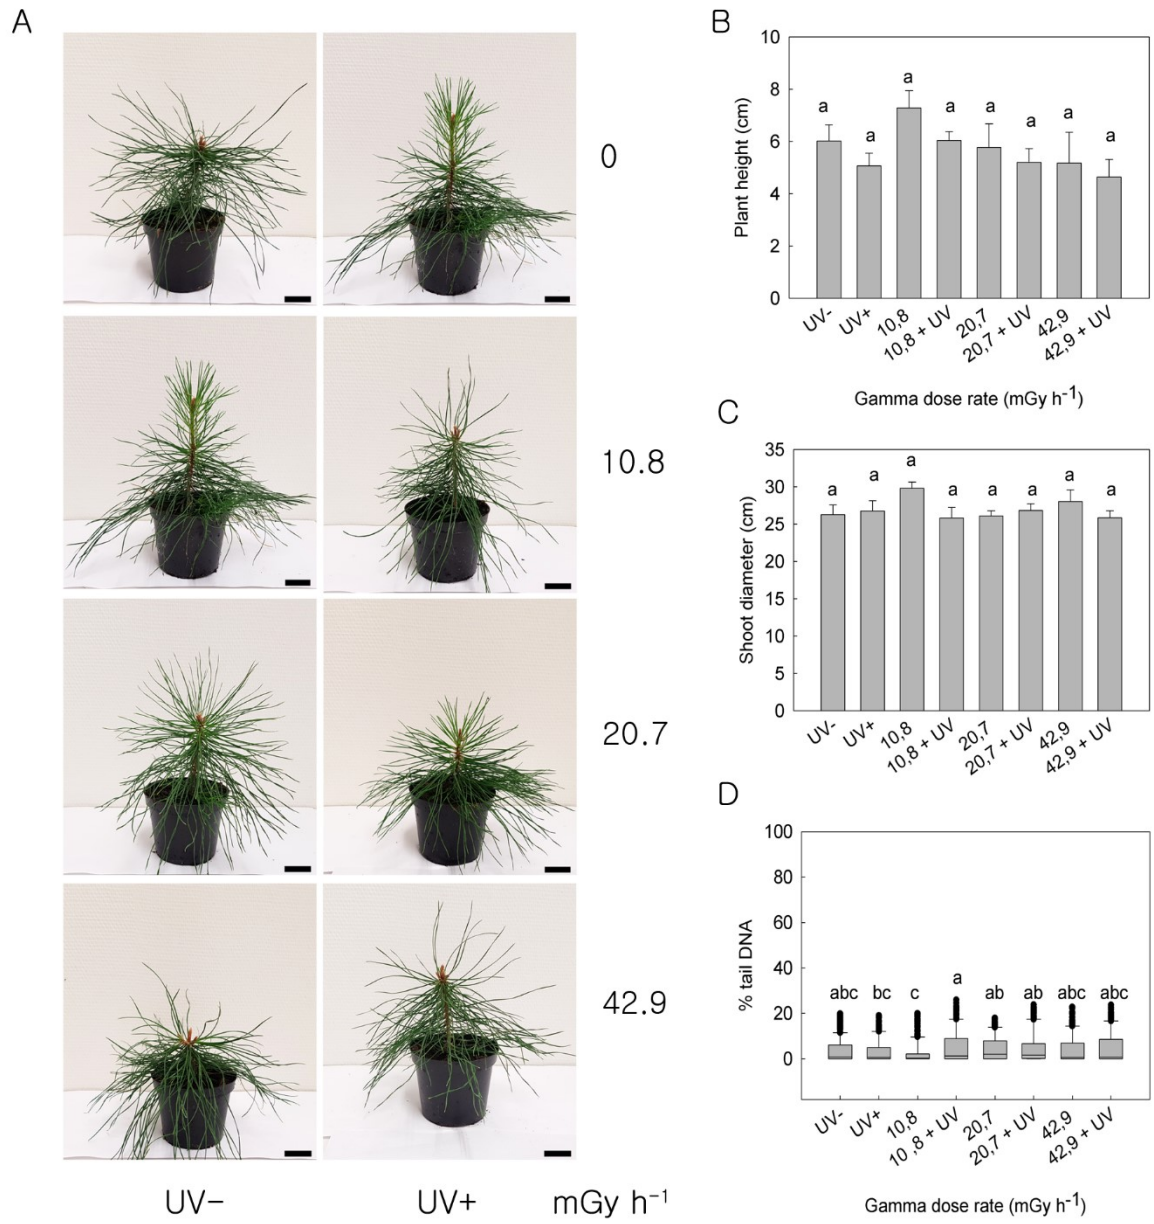 A
0
10.8
20.7
42.9
UV-
UV+
mGy h⁻¹
B
10
8
6
4
2
0
Plant height (cm)
a
a
a
a
a
a
a
a
UV-
UV+
10,8
10,8 + UV
20,7
20,7 + UV
42,9
42,9 + UV
Gamma dose rate (mGy h⁻¹)
C
35
30
25
20
15
10
5
0
Shoot diameter (cm)
a
a
a
a
a
a
a
a
UV-
UV+
10,8
10,8 + UV
20,7
20,7 + UV
42,9
42,9 + UV
Gamma dose rate (mGy h⁻¹)
D
100
80
60
40
20
0
% tail DNA
abc
bc
c
a
ab
ab
abc
abc
UV-
UV+
10,8
10 ,8 + UV
20,7
20,7 + UV
42,9
42,9 + UV
Gamma dose rate (mGy h⁻¹)